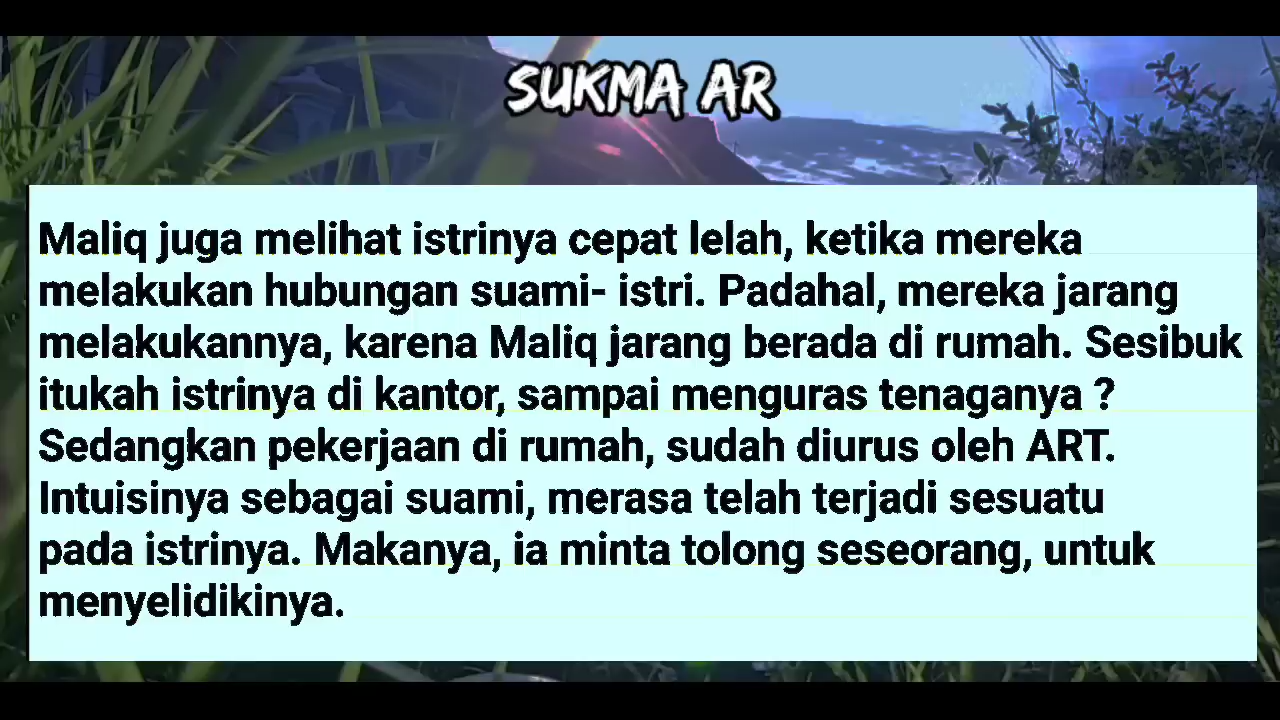 SUKMA AR
Maliq juga melihat istrinya cepat lelah, ketika mereka
melakukan hubungan suami- istri. Padahal, mereka jarang
melakukannya, karena Maliq jarang berada di rumah. Sesibuk
itukah istrinya di kantor, sampai menguras tenaganya ?
Sedangkan pekerjaan di rumah, sudah diurus oleh ART.
Intuisinya sebagai suami, merasa telah terjadi sesuatu
pada istrinya. Makanya, ia minta tolong seseorang, untuk
menyelidikinya.